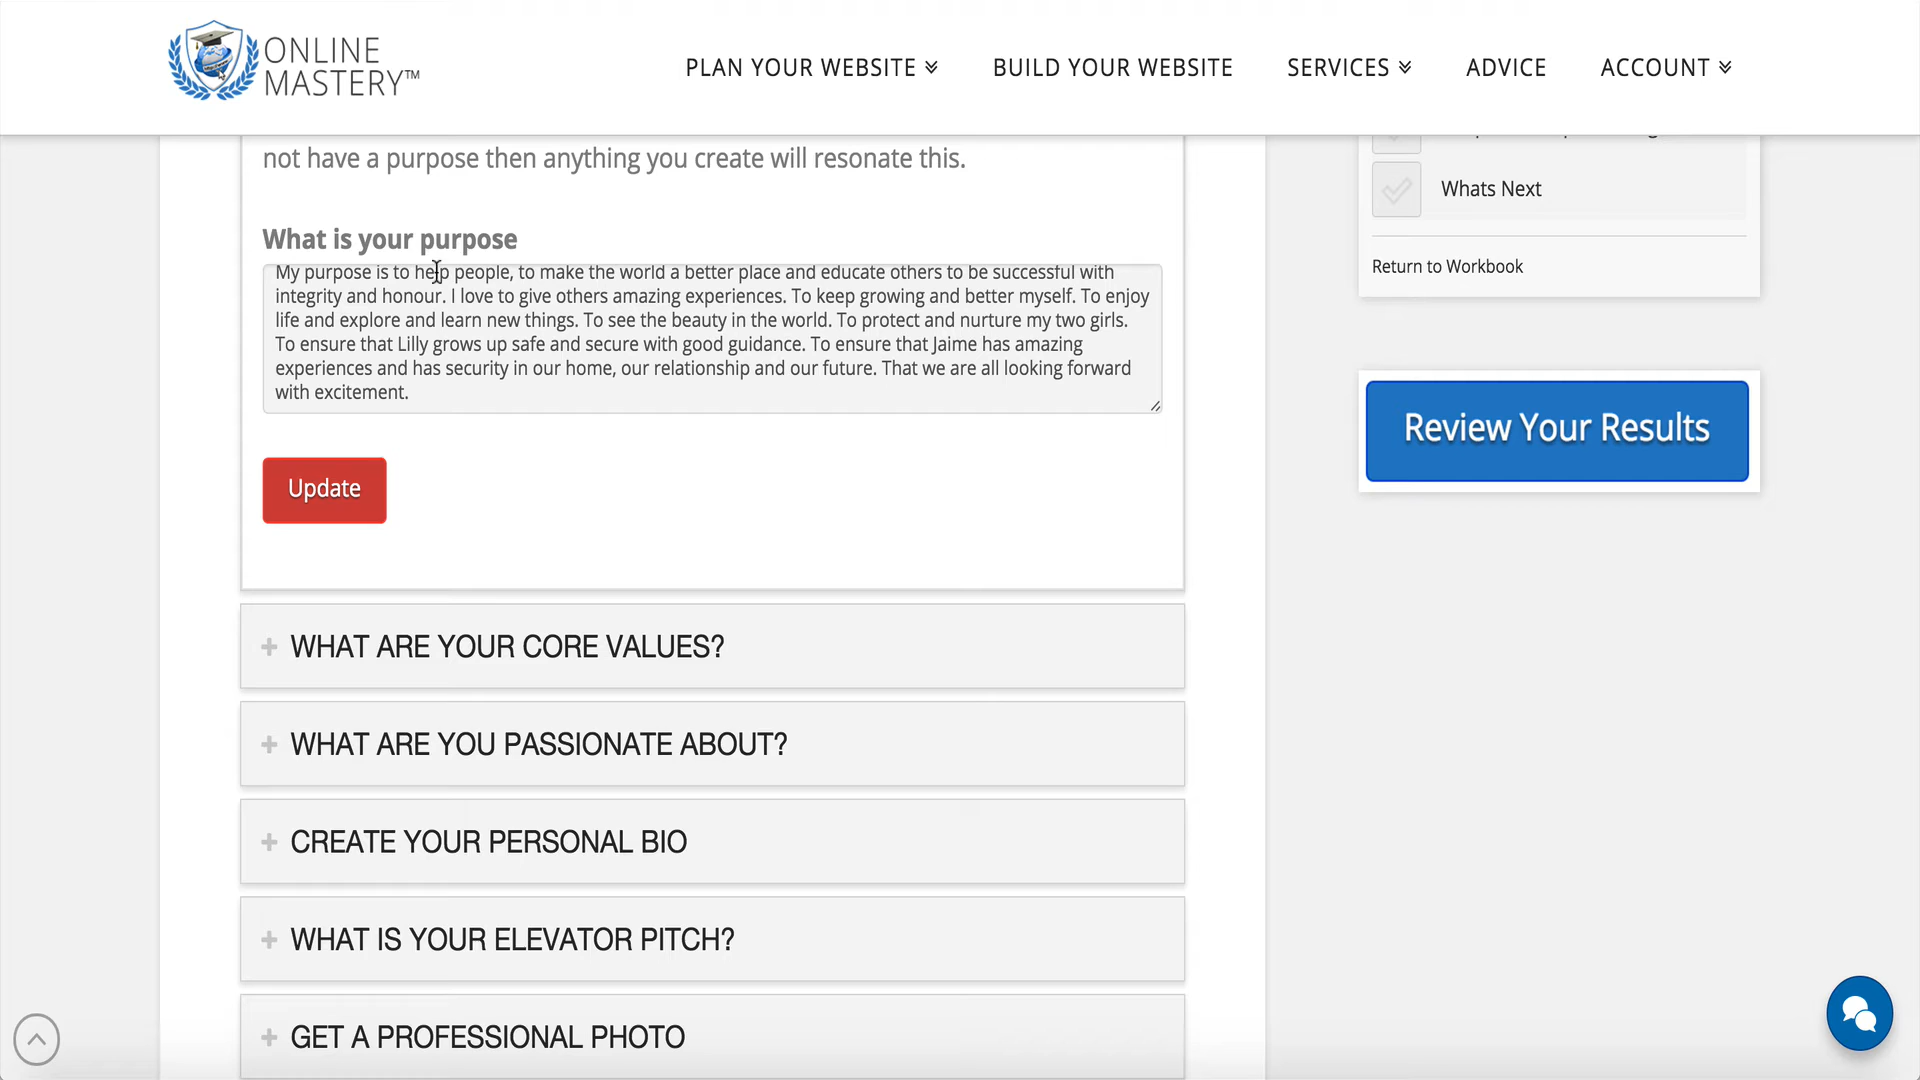 ONLINE
MASTERY™
PLAN YOUR WEBSITE
BUILD YOUR WEBSITE
SERVICES
ADVICE
ACCOUNT
not have a purpose then anything you create will resonate this.
What is your purpose
My purpose is to help people, to make the world a better place and educate others to be successful with
integrity and honour. I love to give others amazing experiences. To keep growing and better myself. To enjoy
life and explore and learn new things. To see the beauty in the world. To protect and nurture my two girls.
To ensure that Lilly grows up safe and secure with good guidance. To ensure that Jaime has amazing
experiences and has security in our home, our relationship and our future. That we are all looking forward
with excitement.
Update
WHAT ARE YOUR CORE VALUES?
WHAT ARE YOU PASSIONATE ABOUT?
CREATE YOUR PERSONAL BIO
WHAT IS YOUR ELEVATOR PITCH?
GET A PROFESSIONAL PHOTO
Whats Next
Return to Workbook
Review Your Results